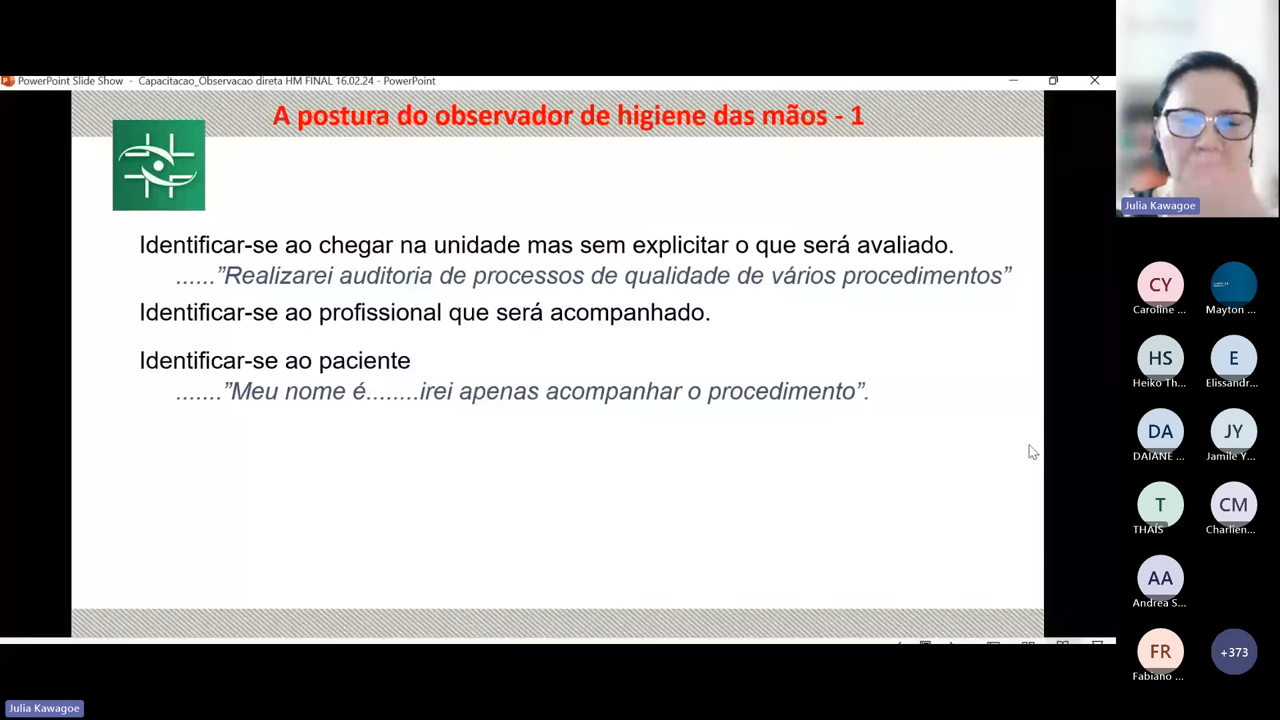 PowerPoint Slide Show - Capacitacao_Observacao direta HM FINAL 16.02.24 - PowerPoint
A postura do observador de higiene das mãos - 1
Identificar-se ao chegar na unidade mas sem explicitar o que será avaliado.
......”Realizarei auditoria de processos de qualidade de vários procedimentos”
Identificar-se ao profissional que será acompanhado.
Identificar-se ao paciente
.......”Meu nome é........irei apenas acompanhar o procedimento”.
Julia Kawagoe
CY
Caroline ...
Mayton ...
HS
Heiko Th...
E
Elissandr...
DA
DAIANE ...
JY
Jamile Y...
T
THAÍS
CM
Charlien...
AA
Andrea S...
FR
Fabiano ...
+373
Julia Kawagoe